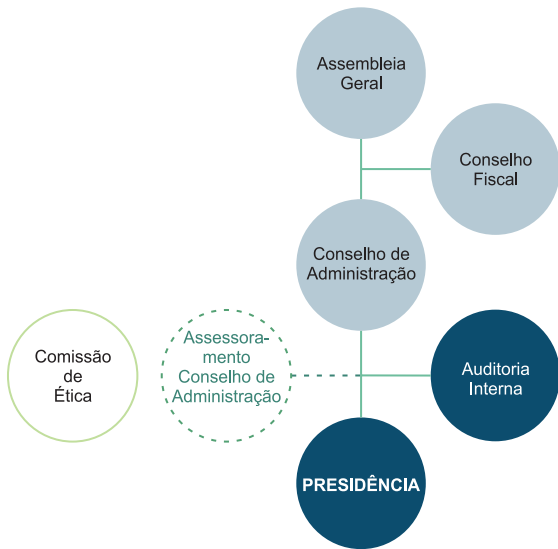 Assembleia
Geral
Conselho
Fiscal
Conselho de
Administração
Comissão
de
Ética
Assessora-
mento
Conselho de
Administração
Auditoria
Interna
PRESIDÊNCIA